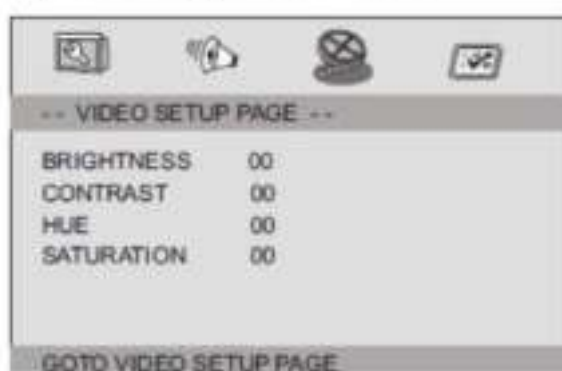 -- VIDEO SETUP PAGE --
BRIGHTNESS 00
CONTRAST 00
HUE 00
SATURATION 00
GOTO VIDEO SETUP PAGE